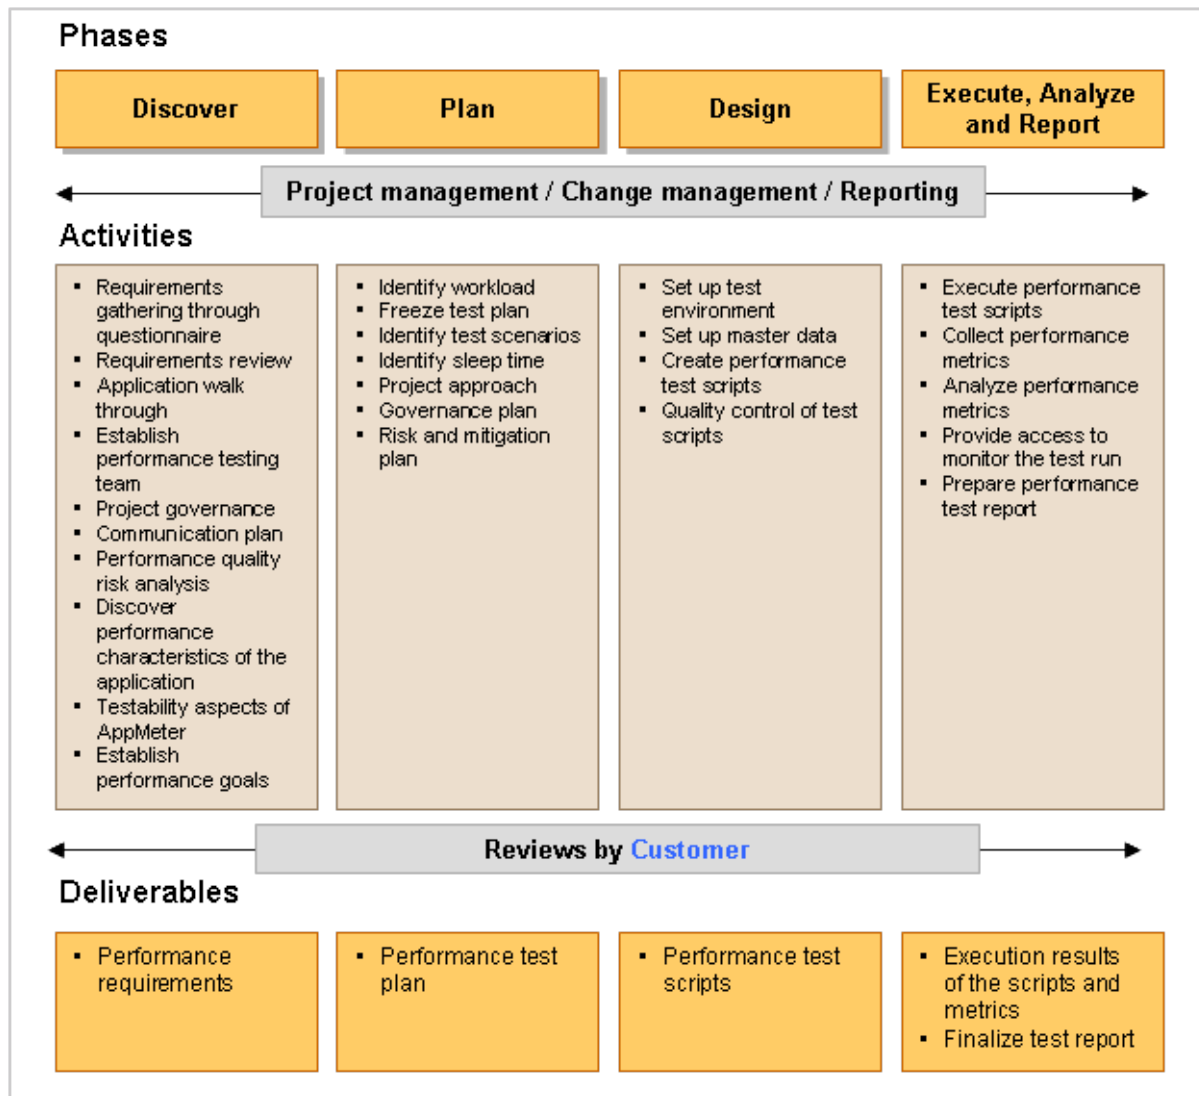 Phases
Discover
Plan
Design
Execute, Analyze
and Report
Project management / Change management / Reporting
Activities
▪ Requirements
gathering through
questionnaire
▪ Requirements review
▪ Application walk
through
▪ Establish
performance testing
team
▪ Project governance
▪ Communication plan
▪ Performance quality
risk analysis
▪ Discover
performance
characteristics of the
application
▪ Testability aspects of
AppMeter
▪ Establish
performance goals
▪ Identify workload
▪ Freeze test plan
▪ Identify test scenarios
▪ Identify sleep time
▪ Project approach
▪ Governance plan
▪ Risk and mitigation
plan
▪ Set up test
environment
▪ Set up master data
▪ Create performance
test scripts
▪ Quality control of test
scripts
▪ Execute performance
test scripts
▪ Collect performance
metrics
▪ Analyze performance
metrics
▪ Provide access to
monitor the test run
▪ Prepare performance
test report
Reviews by Customer
Deliverables
▪ Performance
requirements
▪ Performance test
plan
▪ Performance test
scripts
▪ Execution results
of the scripts and
metrics
▪ Finalize test report